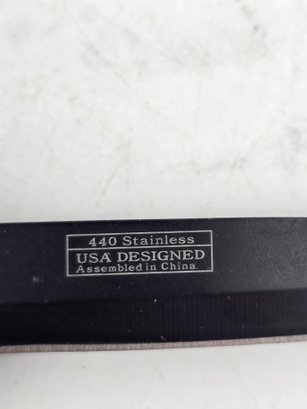 440 Stainless
USA DESIGNED
Assembled in China